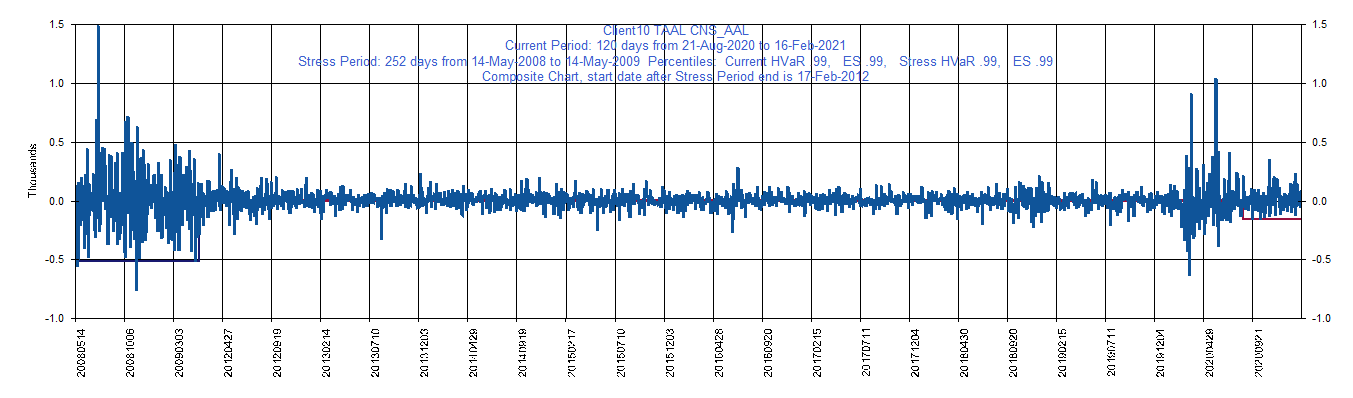 Client10 TAAL CNS_AAL
Current Period: 120 days from 21-Aug-2020 to 16-Feb-2021
Stress Period: 252 days from 14-May-2008 to 14-May-2009 Percentiles: Current HVaR .99, ES .99, Stress HVaR .99, ES .99
Composite Chart, start date after Stress Period end is 17-Feb-2012
1.5 1.5
1.0 1.0
0.5 0.5
Thousands
0.0 0.0
-0.5 -0.5
-1.0 -1.0
20080514 20081006 20090303 20120427 20120919 20130214 20130710 20131203 20140429 20140919 20150217 20150710 20151203 20160428 20160920 20170215 20170711 20171204 20180430 20180920 20190215 20190711 20191204 20200429 20200921